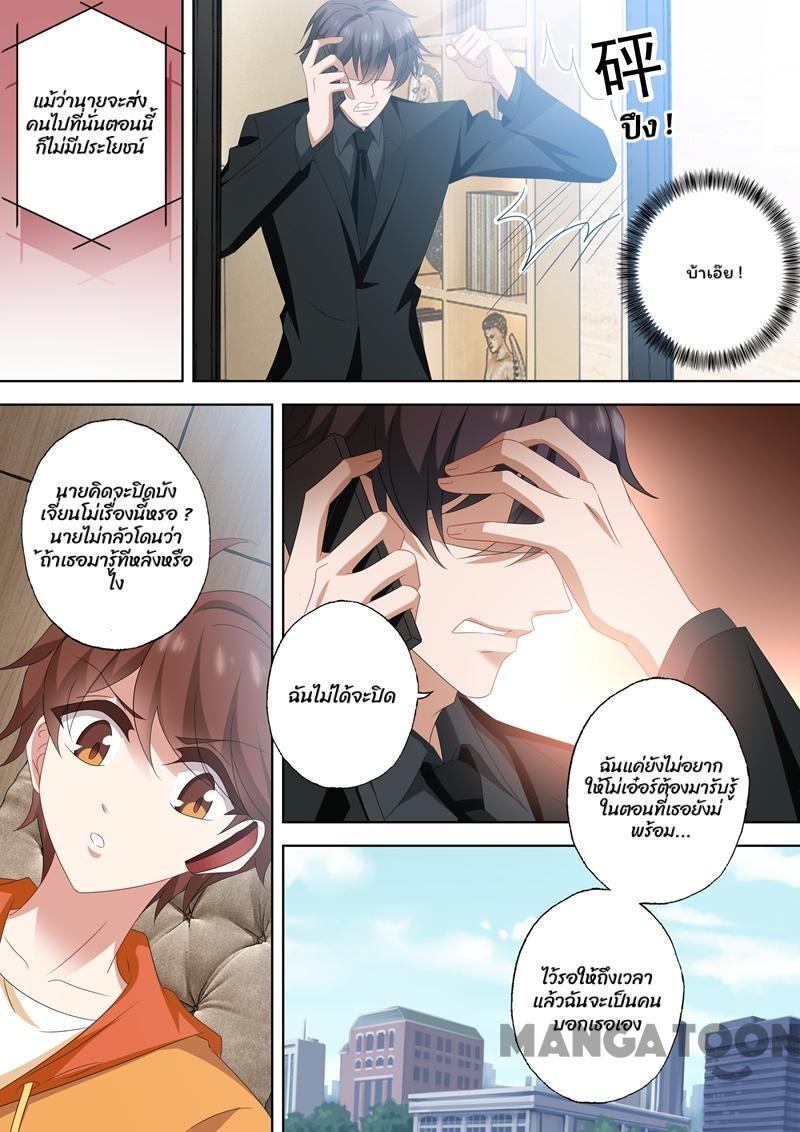 แม้ว่านายจะส่ง
คนไปที่นั่นตอนนี้
ก็ไม่มีประโยชน์
砰
ปึง !
บ้าเอ๊ย !
นายคิดจะปิดบัง
เจี่ยนโม่เรื่องนี้หรอ ?
นายไม่กลัวโดนว่า
ถ้าเธอมารู้ทีหลังหรือ
ไง
ฉันไม่ได้จะปิด
ฉันแค่ยังไม่อยาก
ให้โม่เอ๋อร์ต้องมารับรู้
ในตอนที่เธอยังม่
พร้อม...
ไว้รอให้ถึงเวลา
แล้วฉันจะเป็นคน
บอกเธอเอง
MANGATOON